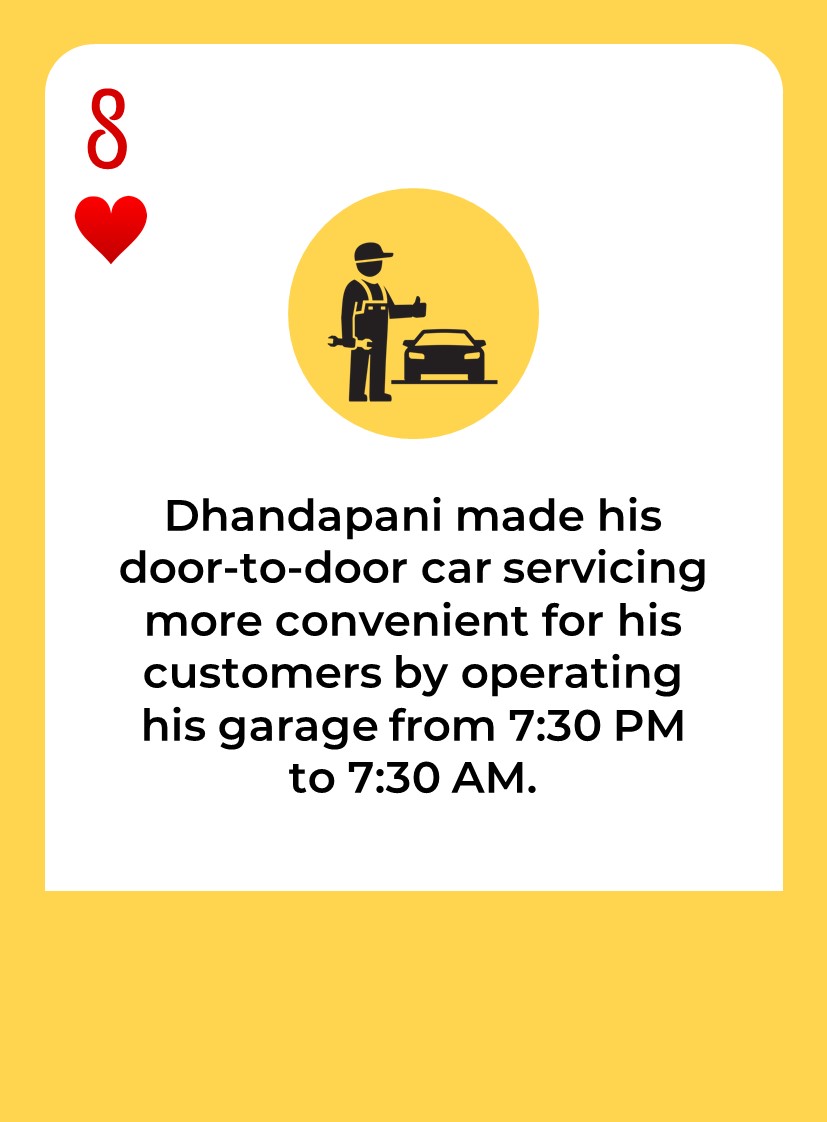 8
Dhandapani made his
door-to-door car servicing
more convenient for his
customers by operating
his garage from 7:30 PM
to 7:30 AM.